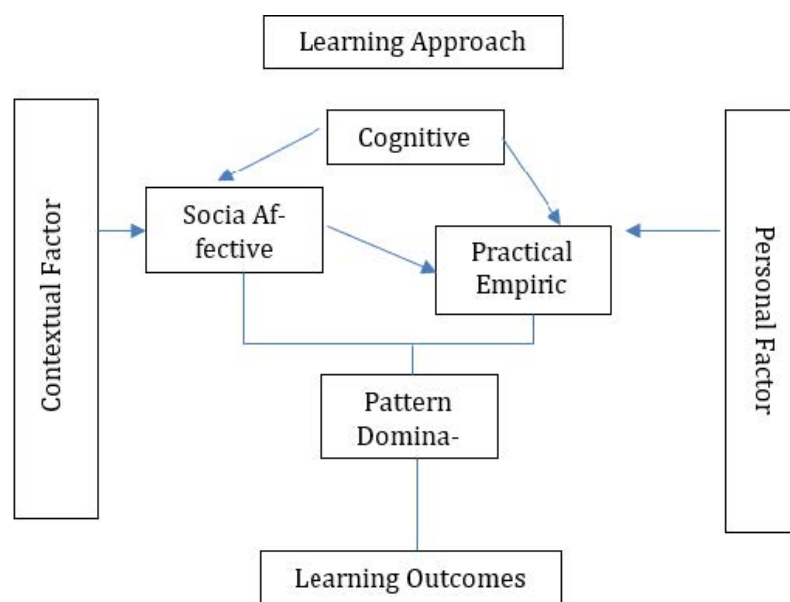 Learning Approach
Cognitive
Contextual Factor
Socia Af-
fective
Practical
Empiric
Personal Factor
Pattern
Domina-
Learning Outcomes